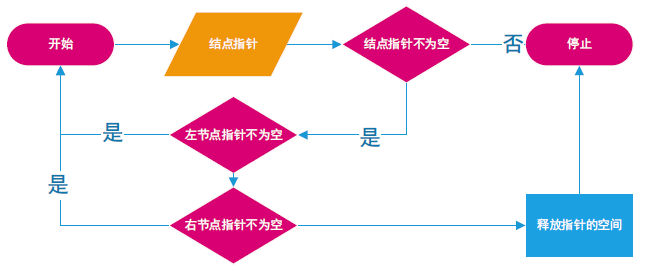 开始
结点指针
结点指针不为空
否
停止
是
左节点指针不为空
是
是
右节点指针不为空
释放指针的空间